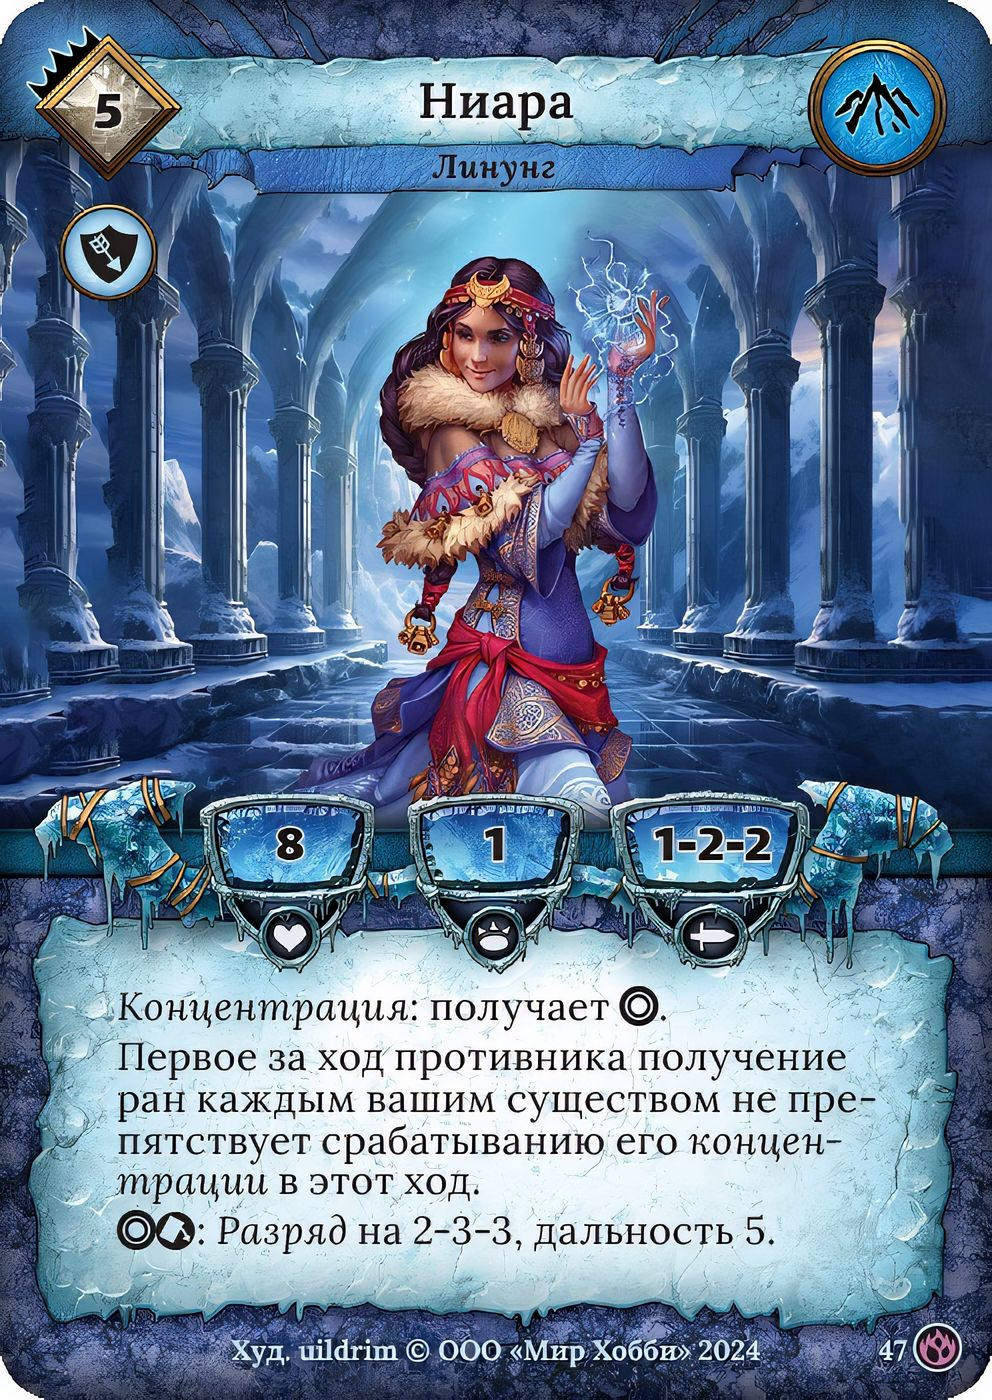 5
Ниара
Линунг
8
1
1-2-2
Концентрация: получает .
Первое за ход противника получение
ран каждым вашим существом не пре-
пятствует срабатыванию его концен-
трации в этот ход.
: Разряд на 2-3-3, дальность 5.
Худ. uildrim © ООО «Мир Хобби» 2024
47